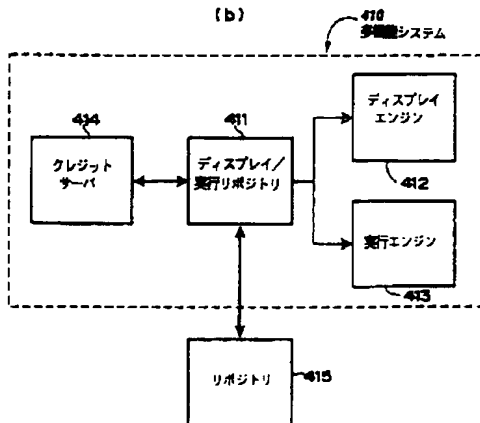 (b)
410
多機能システム
414
クレジット
サーバ
411
ディスプレイ/
実行リポジトリ
ディスプレイ
エンジン
412
実行エンジン
413
リポジトリ
415